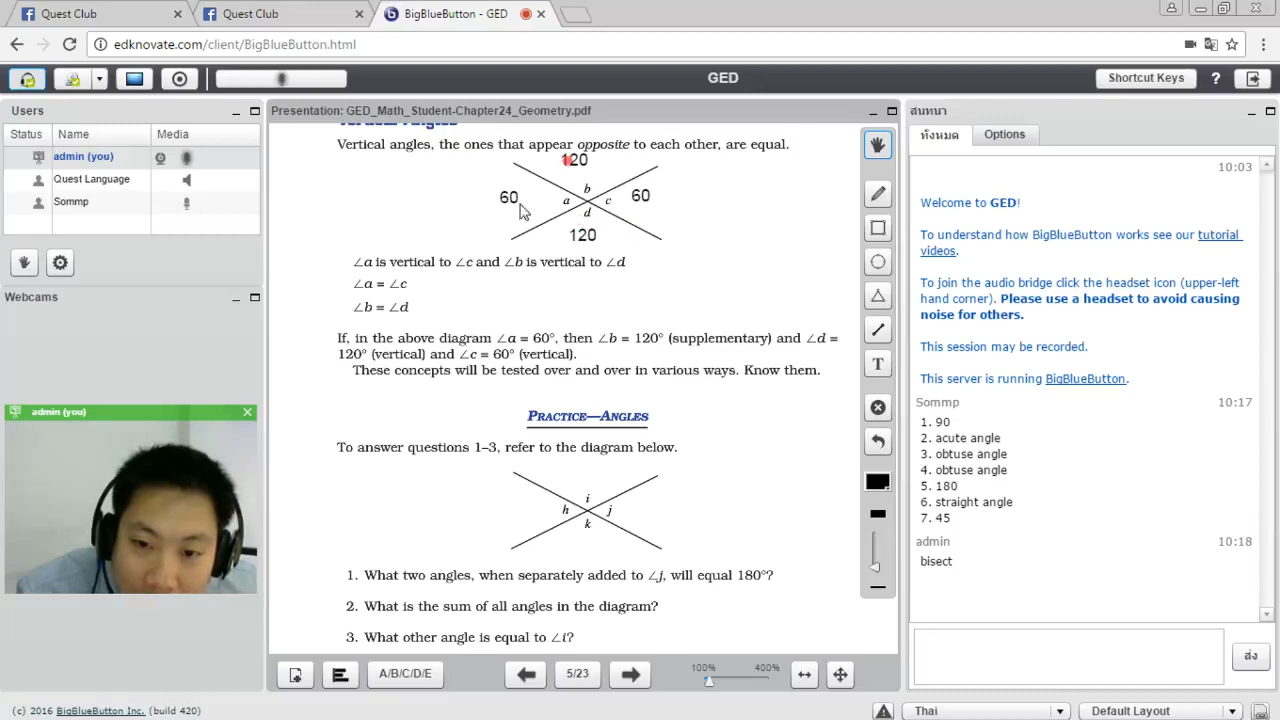 Quest Club
Quest Club
BigBlueButton - GED
edknovate.com/client/BigBlueButton.html
GED
Shortcut Keys
?
Users
Status Name Media
admin (you)
Quest Language
Sommp
Webcams
admin (you)
Presentation: GED_Math_Student-Chapter24_Geometry.pdf
Vertical Angles
Vertical angles, the ones that appear opposite to each other, are equal.
120
60 a b c d 60
120
∠a is vertical to ∠c and ∠b is vertical to ∠d
∠a = ∠c
∠b = ∠d
If, in the above diagram ∠a = 60°, then ∠b = 120° (supplementary) and ∠d =
120° (vertical) and ∠c = 60° (vertical).
These concepts will be tested over and over in various ways. Know them.
PRACTICE—ANGLES
To answer questions 1–3, refer to the diagram below.
i
h j
k
1. What two angles, when separately added to ∠j, will equal 180°?
2. What is the sum of all angles in the diagram?
3. What other angle is equal to ∠i?
T
A/B/C/D/E
5/23
100% 400%
สนทนา
ทั้งหมด Options
10:03
Welcome to GED!
To understand how BigBlueButton works see our tutorial
videos.
To join the audio bridge click the headset icon (upper-left
hand corner). Please use a headset to avoid causing
noise for others.
This session may be recorded.
This server is running BigBlueButton.
Sommp 10:17
1. 90
2. acute angle
3. obtuse angle
4. obtuse angle
5. 180
6. straight angle
7. 45
admin 10:18
bisect
ส่ง
(c) 2016 BigBlueButton Inc. (build 420)
Thai
Default Layout